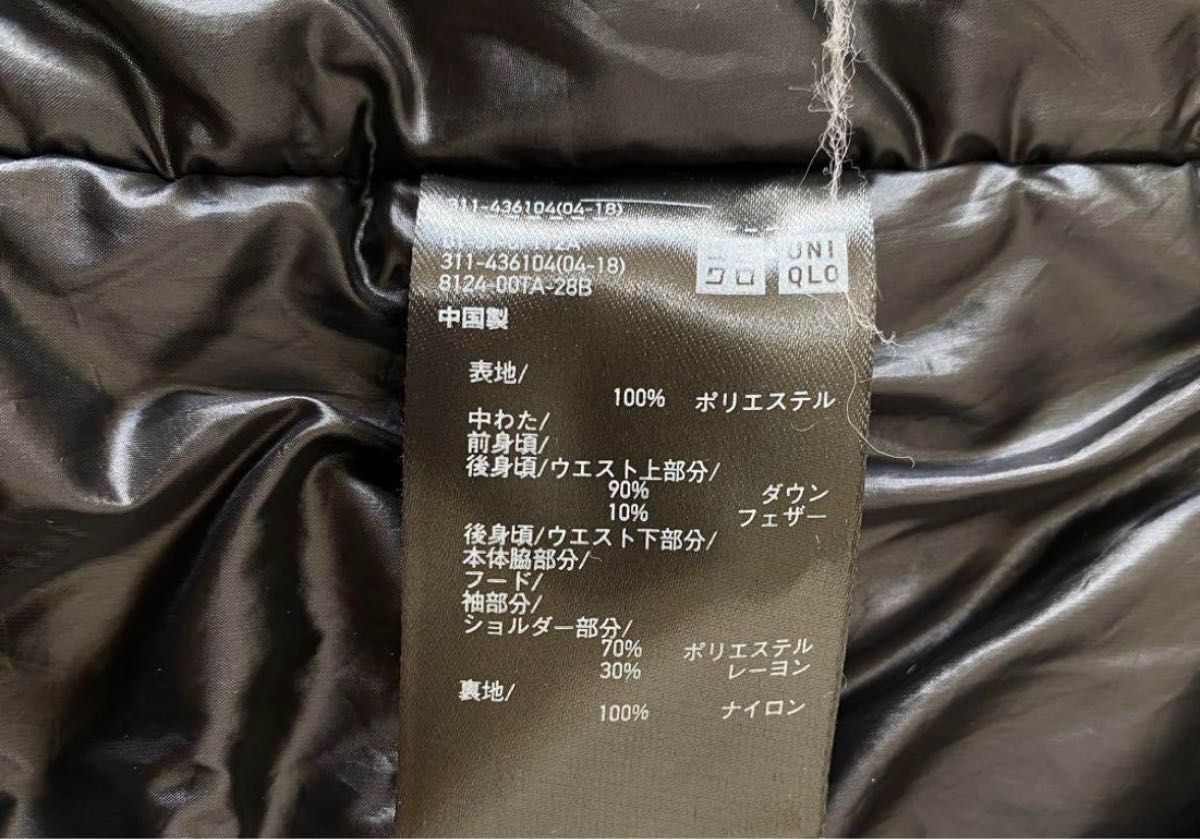 311-436104(04-18)
311-436104(04-18)
8124-00TA-28B
UNI
QLO
中国製
表地/
100% ポリエステル
中わた/
前身頃/
後身頃/ウエスト上部分/
90% ダウン
10% フェザー
後身頃/ウエスト下部分/
本体脇部分/
フード/
袖部分/
ショルダー部分/
70% ポリエステル
30% レーヨン
裏地/
100% ナイロン